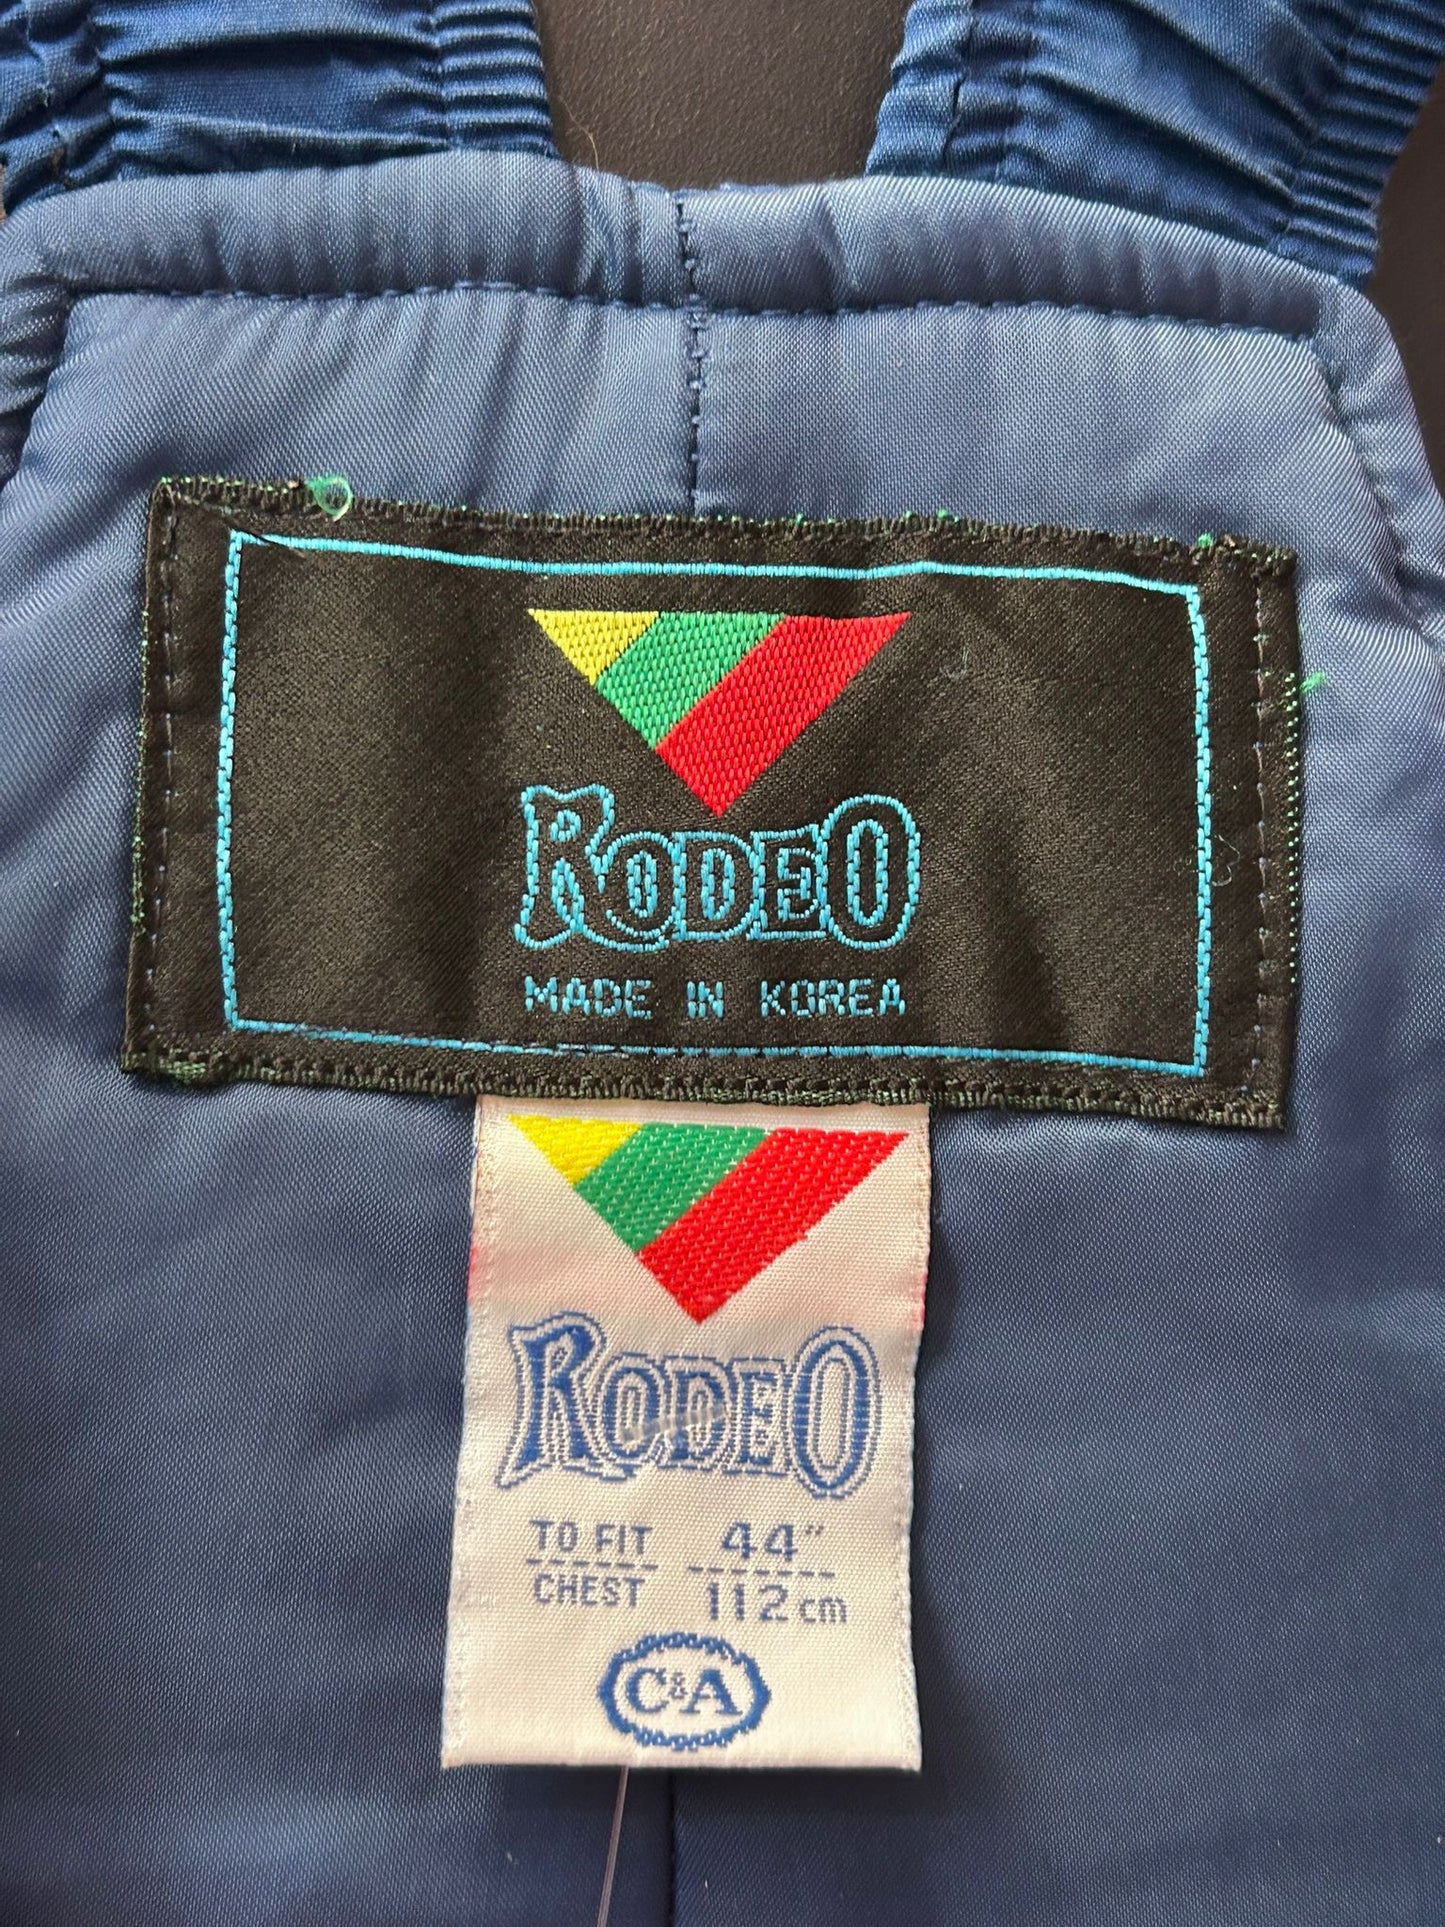 RODEO
MADE IN KOREA
RODEO
TO FIT 44"
CHEST 112cm
C&A